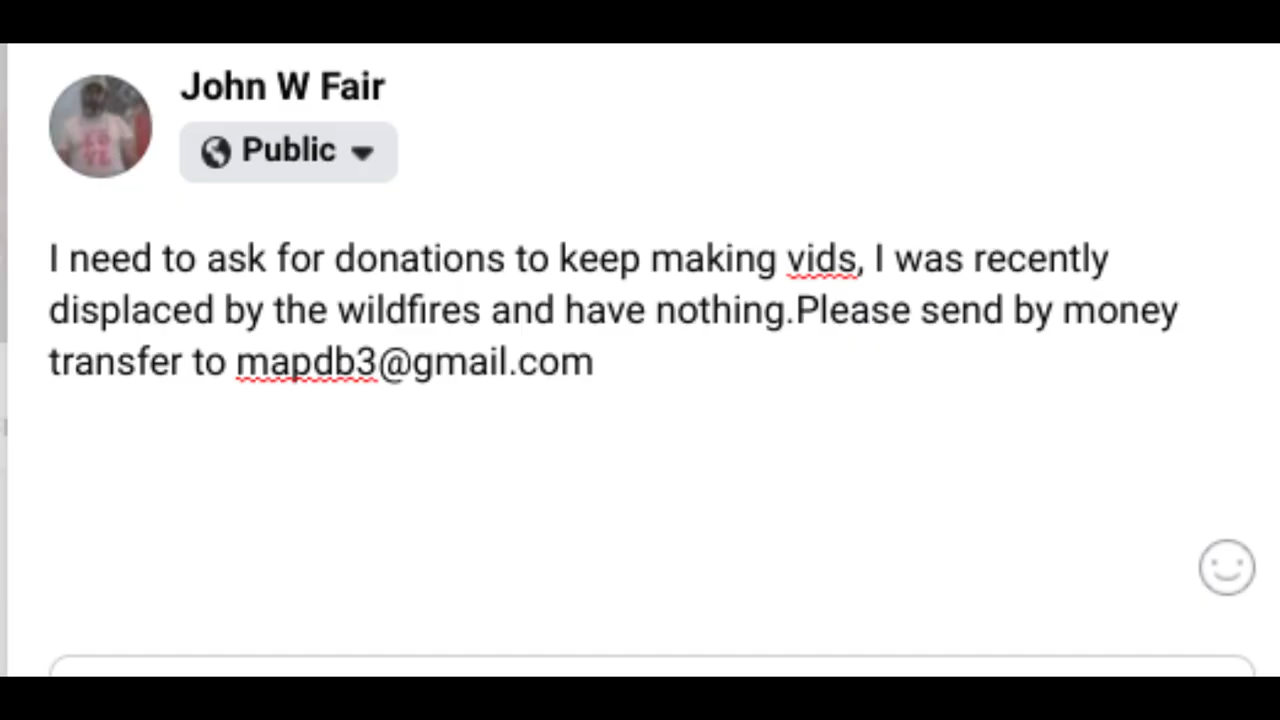 John W Fair
Public
I need to ask for donations to keep making vids, I was recently
displaced by the wildfires and have nothing.Please send by money
transfer to mapdb3@gmail.com